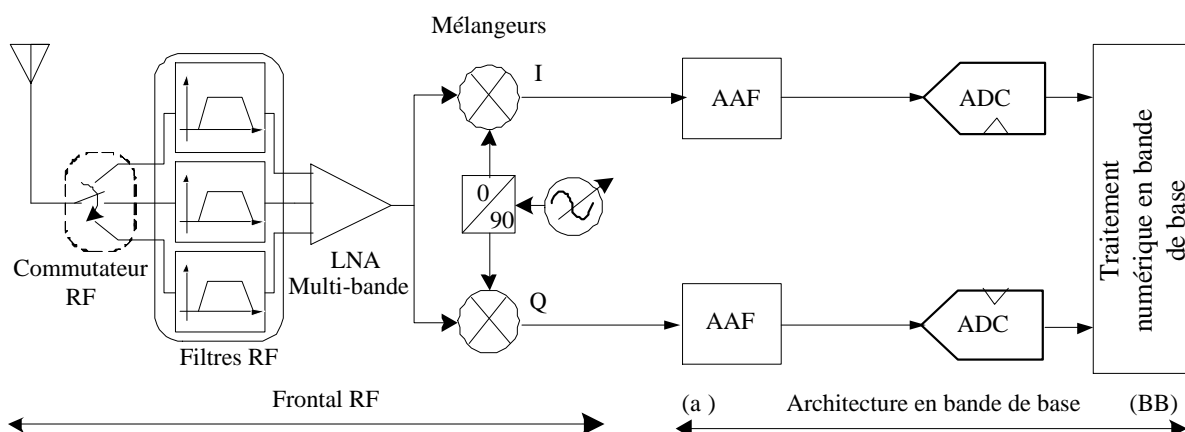 Mélangeurs
I
AAF
ADC
0
90
LNA
Multi-bande
Commutateur
RF
Filtres RF
Q
AAF
ADC
Traitement
numérique en bande
de base
Frontal RF
(a )
Architecture en bande de base
(BB)